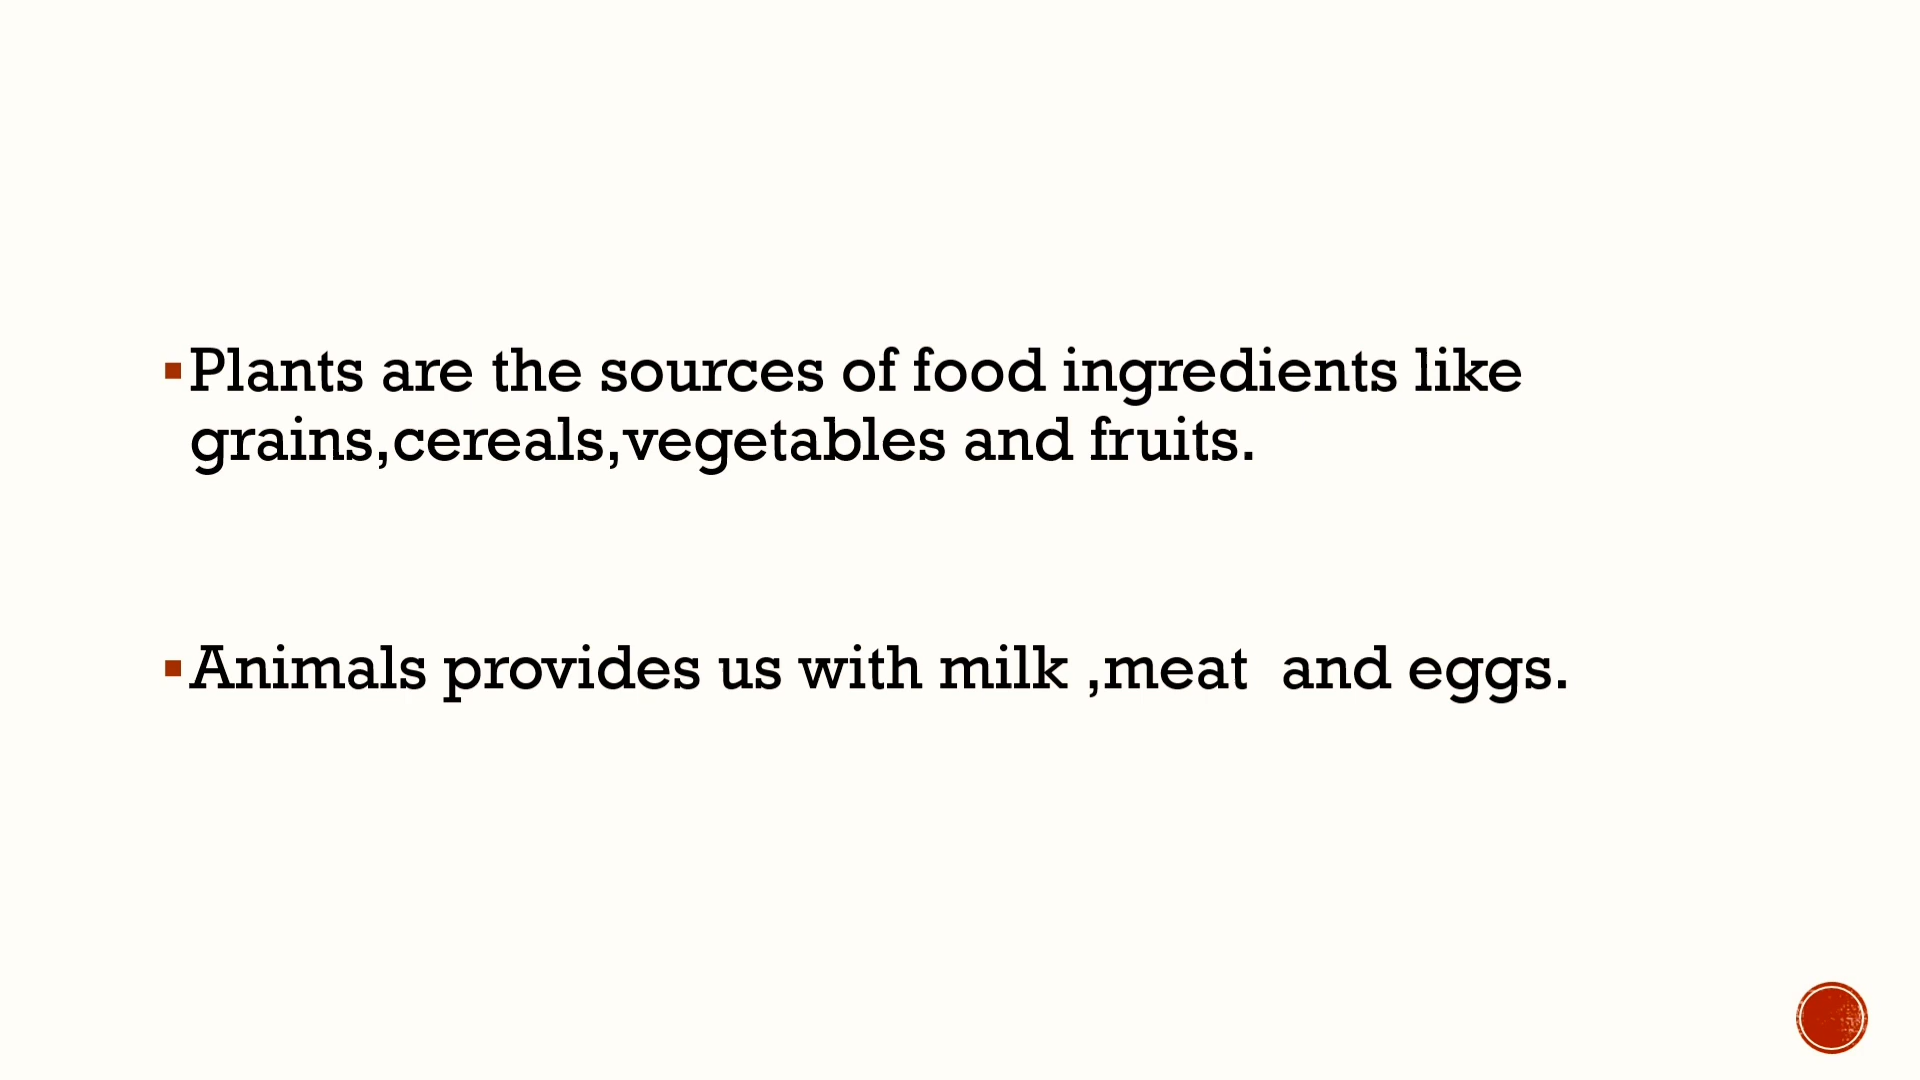 ▪Plants are the sources of food ingredients like
grains,cereals,vegetables and fruits.
▪Animals provides us with milk ,meat  and eggs.